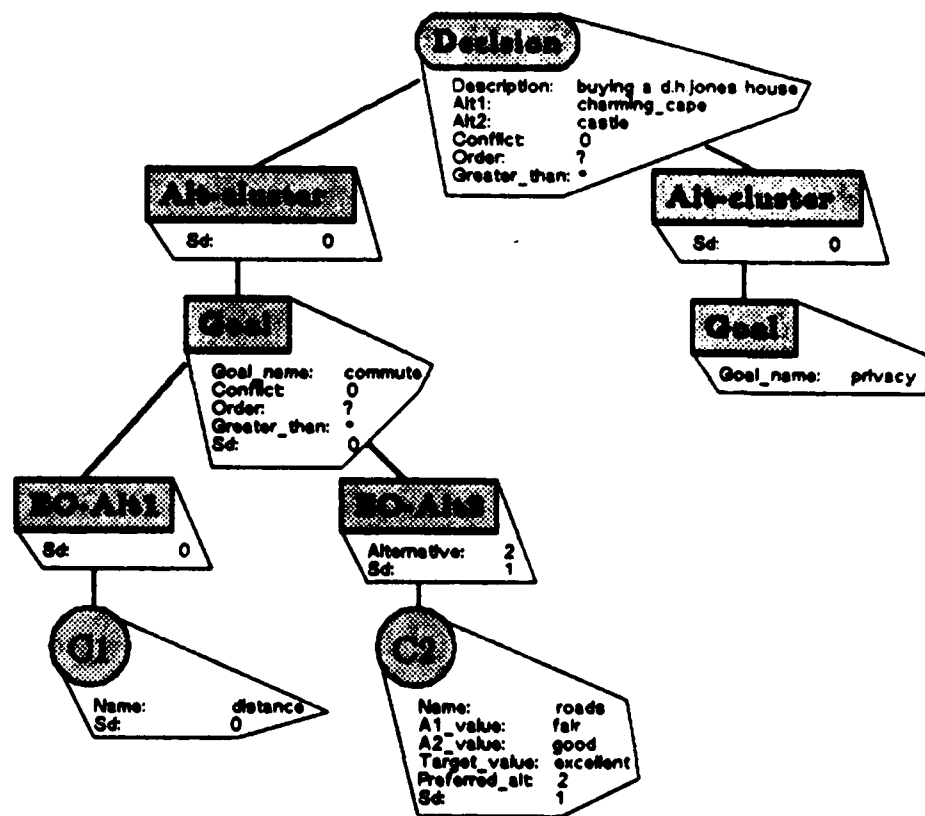 Decision
Description: buying a d.h.jones house
Alt1: charming_cape
Alt2: castle
Conflict: 0
Order: ?
Greater_than: *
Alt-cluster
Sd: 0
Alt-cluster
Sd: 0
Goal
Goal_name: commute
Conflict: 0
Order: ?
Greater_than: *
Sd: 0
Goal
Goal_name: privacy
EO-Alt1
Sd: 0
EO-Alt2
Alternative: 2
Sd: 1
C1
Name: distance
Sd: 0
C2
Name: roads
A1_value: fair
A2_value: good
Target_value: excellent
Preferred_alt: 2
Sd: 1